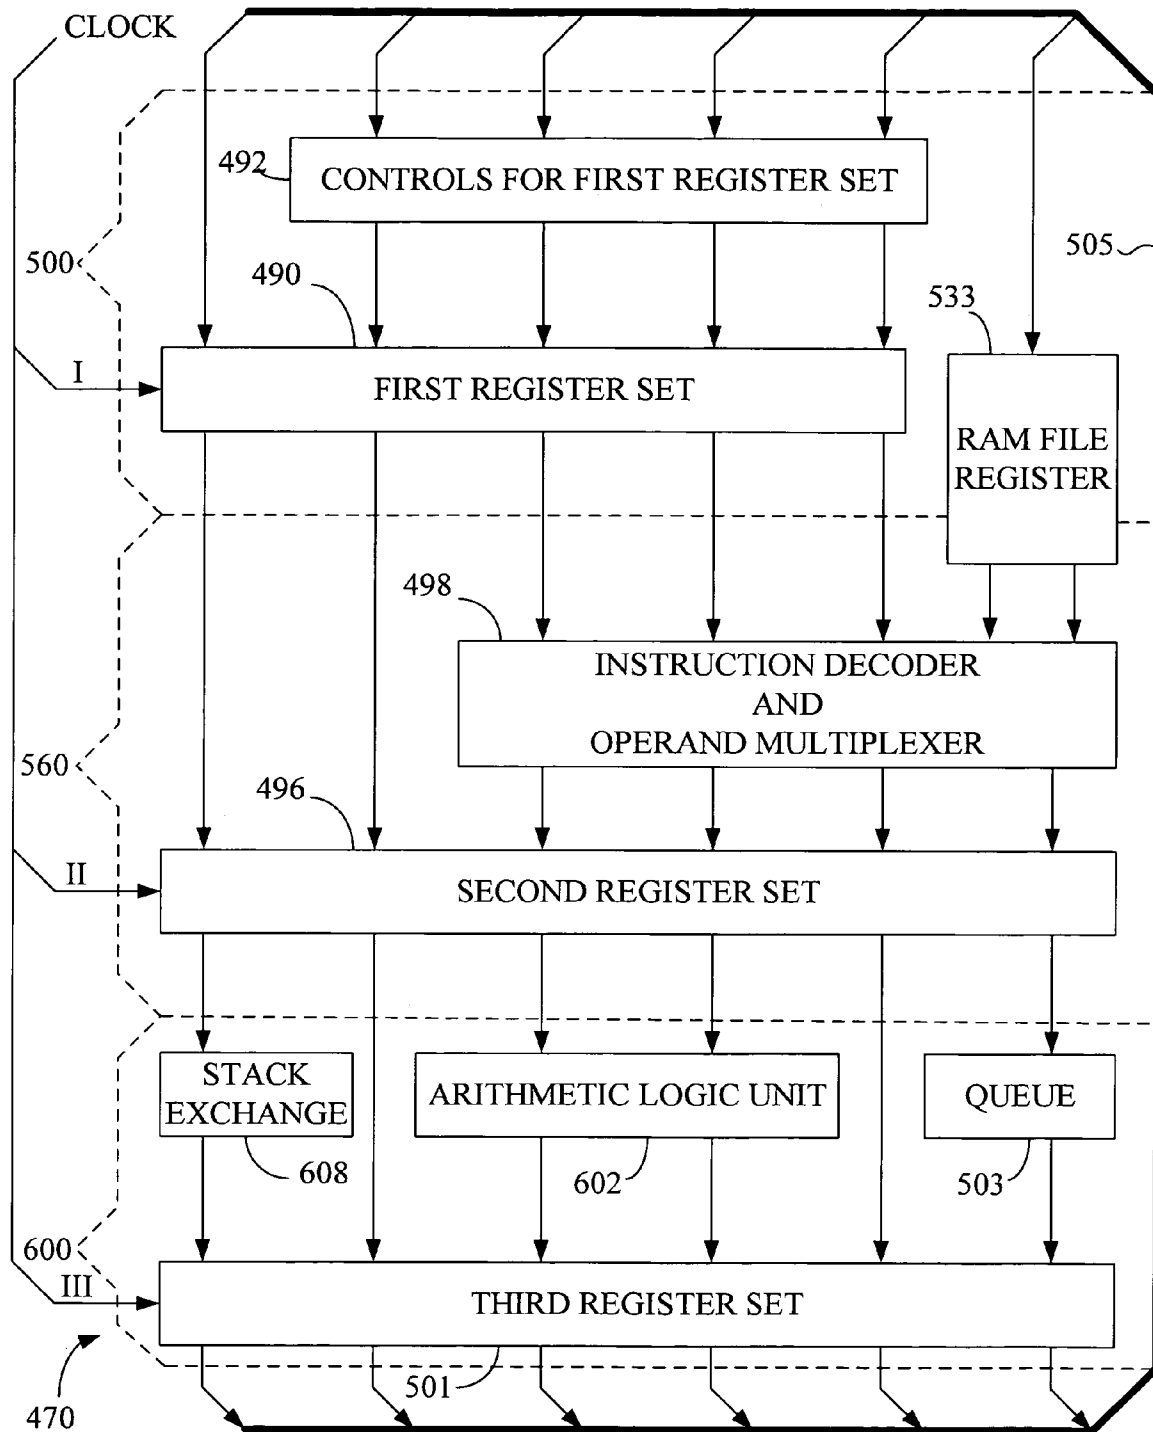 CLOCK
492
CONTROLS FOR FIRST REGISTER SET
505
500
490
533
I
FIRST REGISTER SET
RAM FILE
REGISTER
498
INSTRUCTION DECODER
AND
OPERAND MULTIPLEXER
560
496
II
SECOND REGISTER SET
STACK
EXCHANGE
ARITHMETIC LOGIC UNIT
QUEUE
608
602
503
600
III
THIRD REGISTER SET
501
470